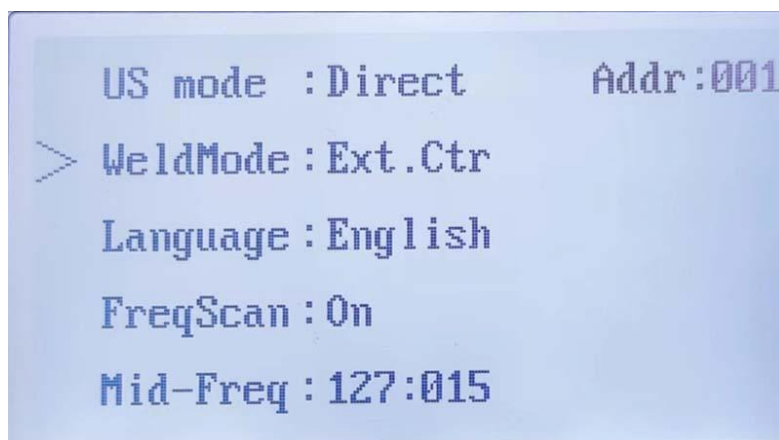 US mode :Direct Addr:001
> WeldMode:Ext.Ctr
Language:English
FreqScan:On
Mid-Freq:127:015